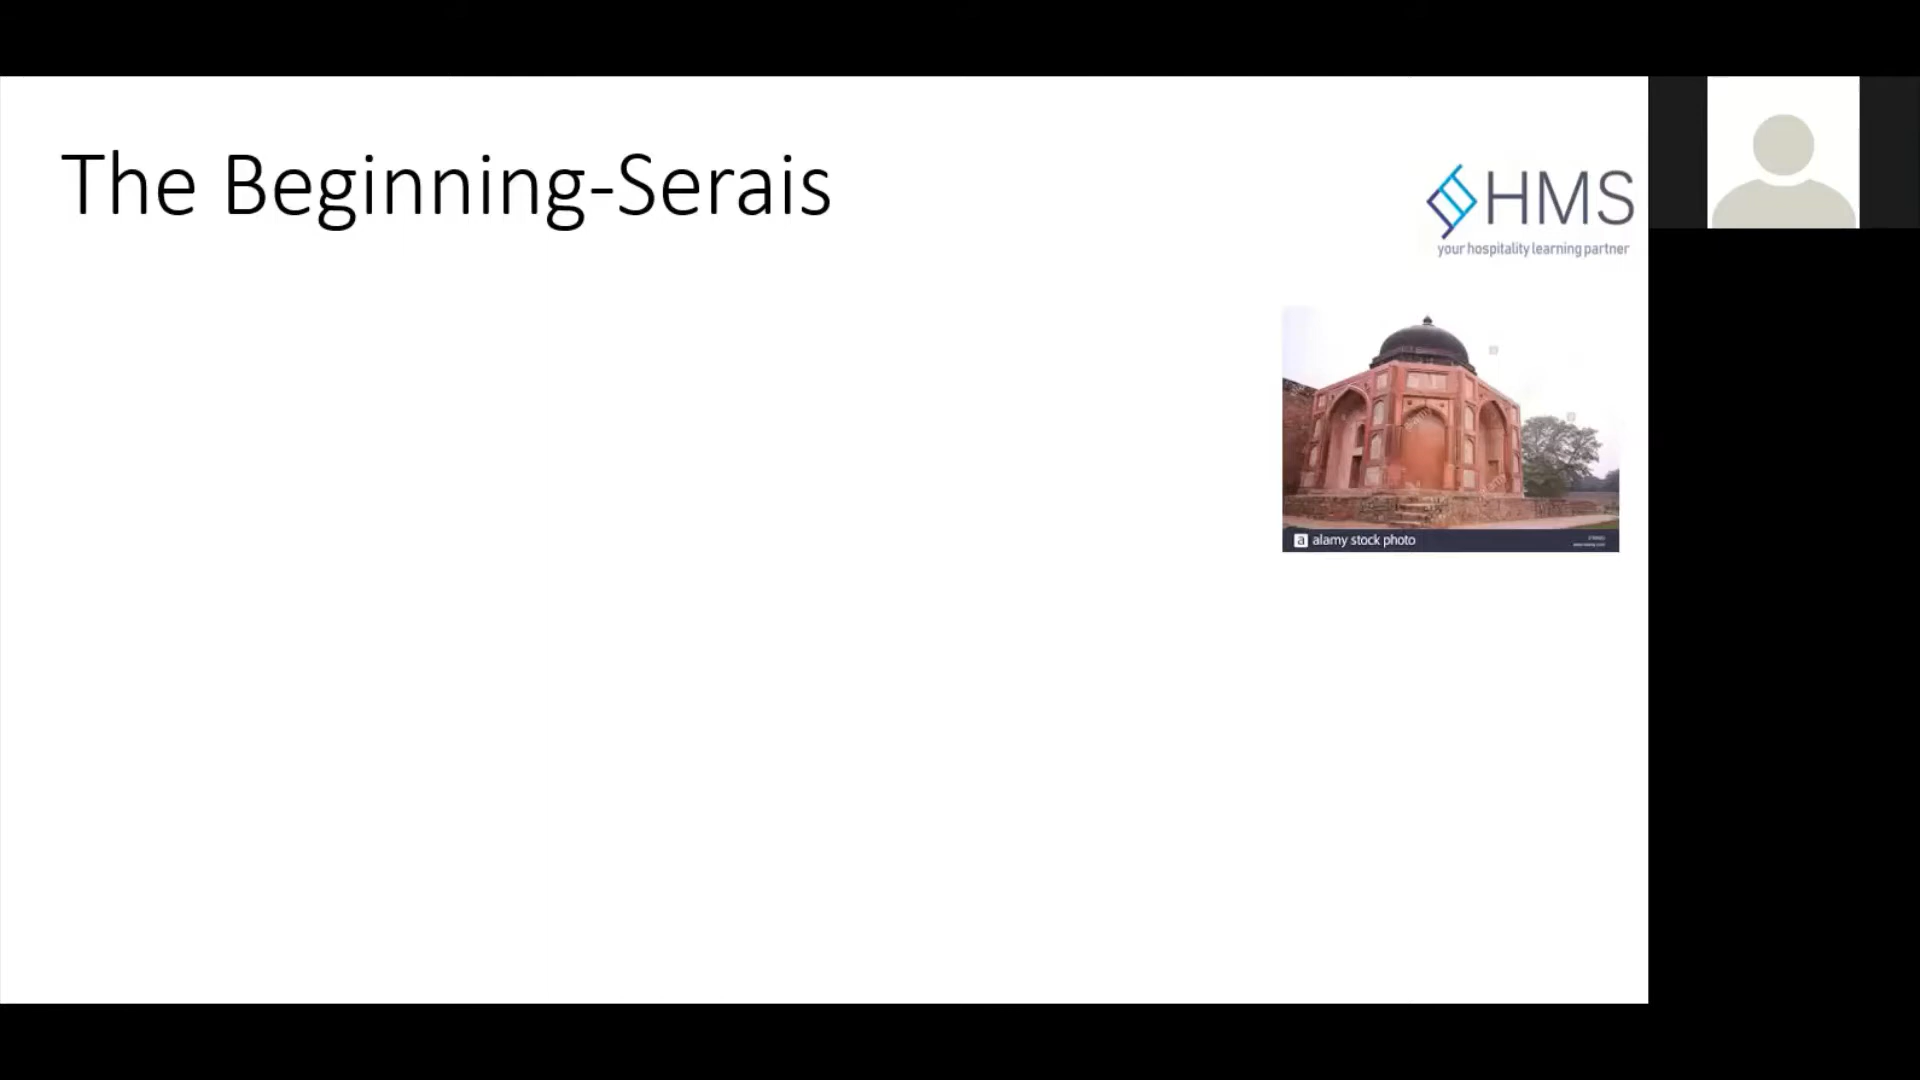 The Beginning-Serais
HMS
your hospitality learning partner
a alamy stock photo